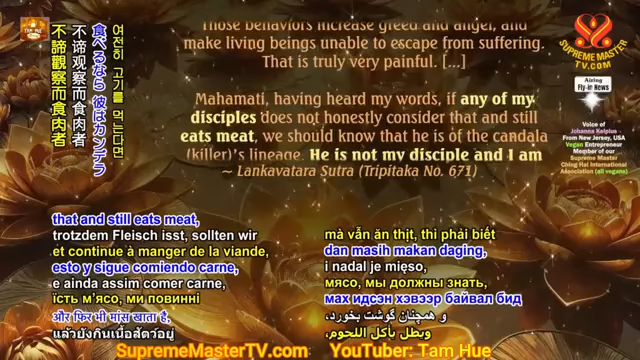 여전히 고기를 먹는다면
食べるなら 彼はカンデラ
不谛观察而食肉者
不諦觀察而食肉者
Those behaviors increase greed and anger, and
make living beings unable to escape from suffering.
That is truly very painful. [...]
Mahamati, having heard my words, if any of my
disciples does not honestly consider that and still
eats meat, we should know that he is of the candala
(killer)'s lineage. He is not my disciple and I am
~ Lankavatara Sutra (Tripitaka No. 671)
SUPREME MASTER
TV.COM
Airing
Fly-in News
Voice of
Johanna Kelpius
From New Jersey, USA
Vegan Entrepreneur
Member of our
Supreme Master
Ching Hai International
Association (all vegans)
that and still eats meat,
trotzdem Fleisch isst, sollten wir
et continue à manger de la viande,
esto y sigue comiendo carne,
e ainda assim comer carne,
їсть м'ясо, ми повинні
और फिर भी मांस खाता है,
แล้วยังกินเนื้อสัตว์อยู่
mà vẫn ăn thịt, thì phải biết
dan masih makan daging,
i nadal je mięso,
мясо, мы должны знать,
мах идсэн хэвээр байвал бид
و همچنان گوشت بخورد،
ويظل يأكل اللحوم،
SupremeMasterTV.com YouTuber: Tam Hue